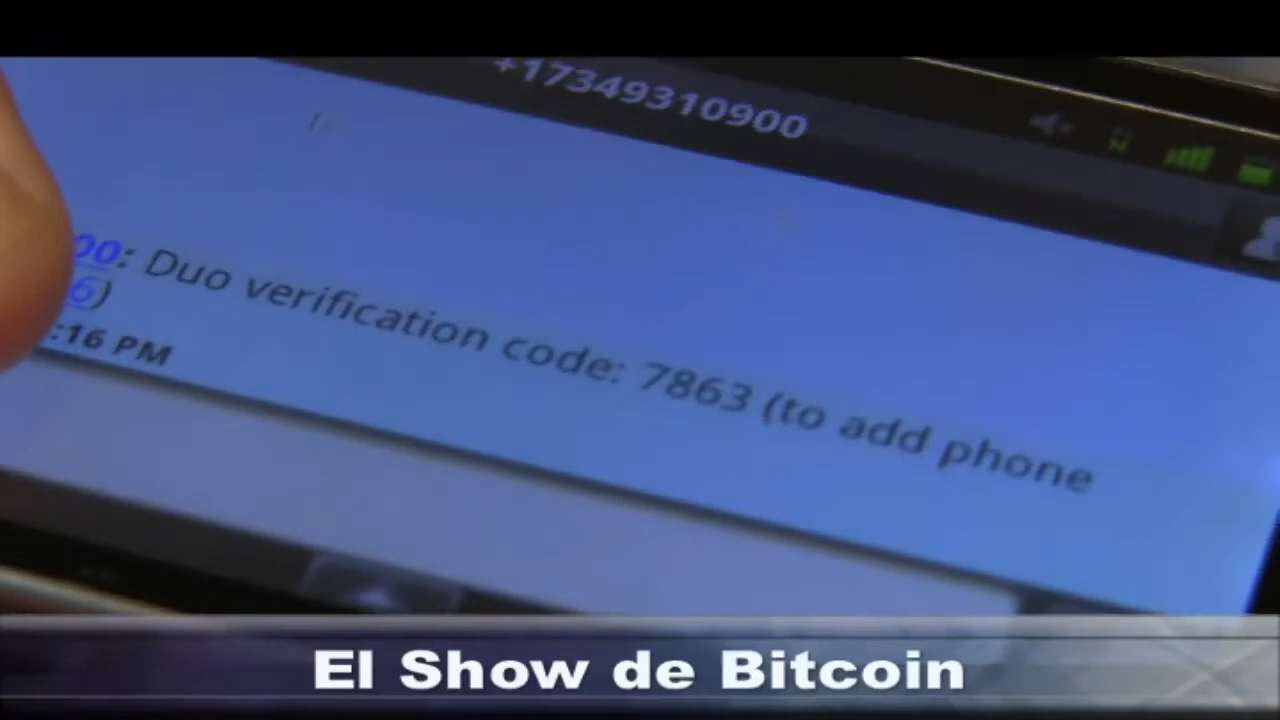 +17349310900
00: Duo verification code: 7863 (to add phone
6)
:16 PM
El Show de Bitcoin